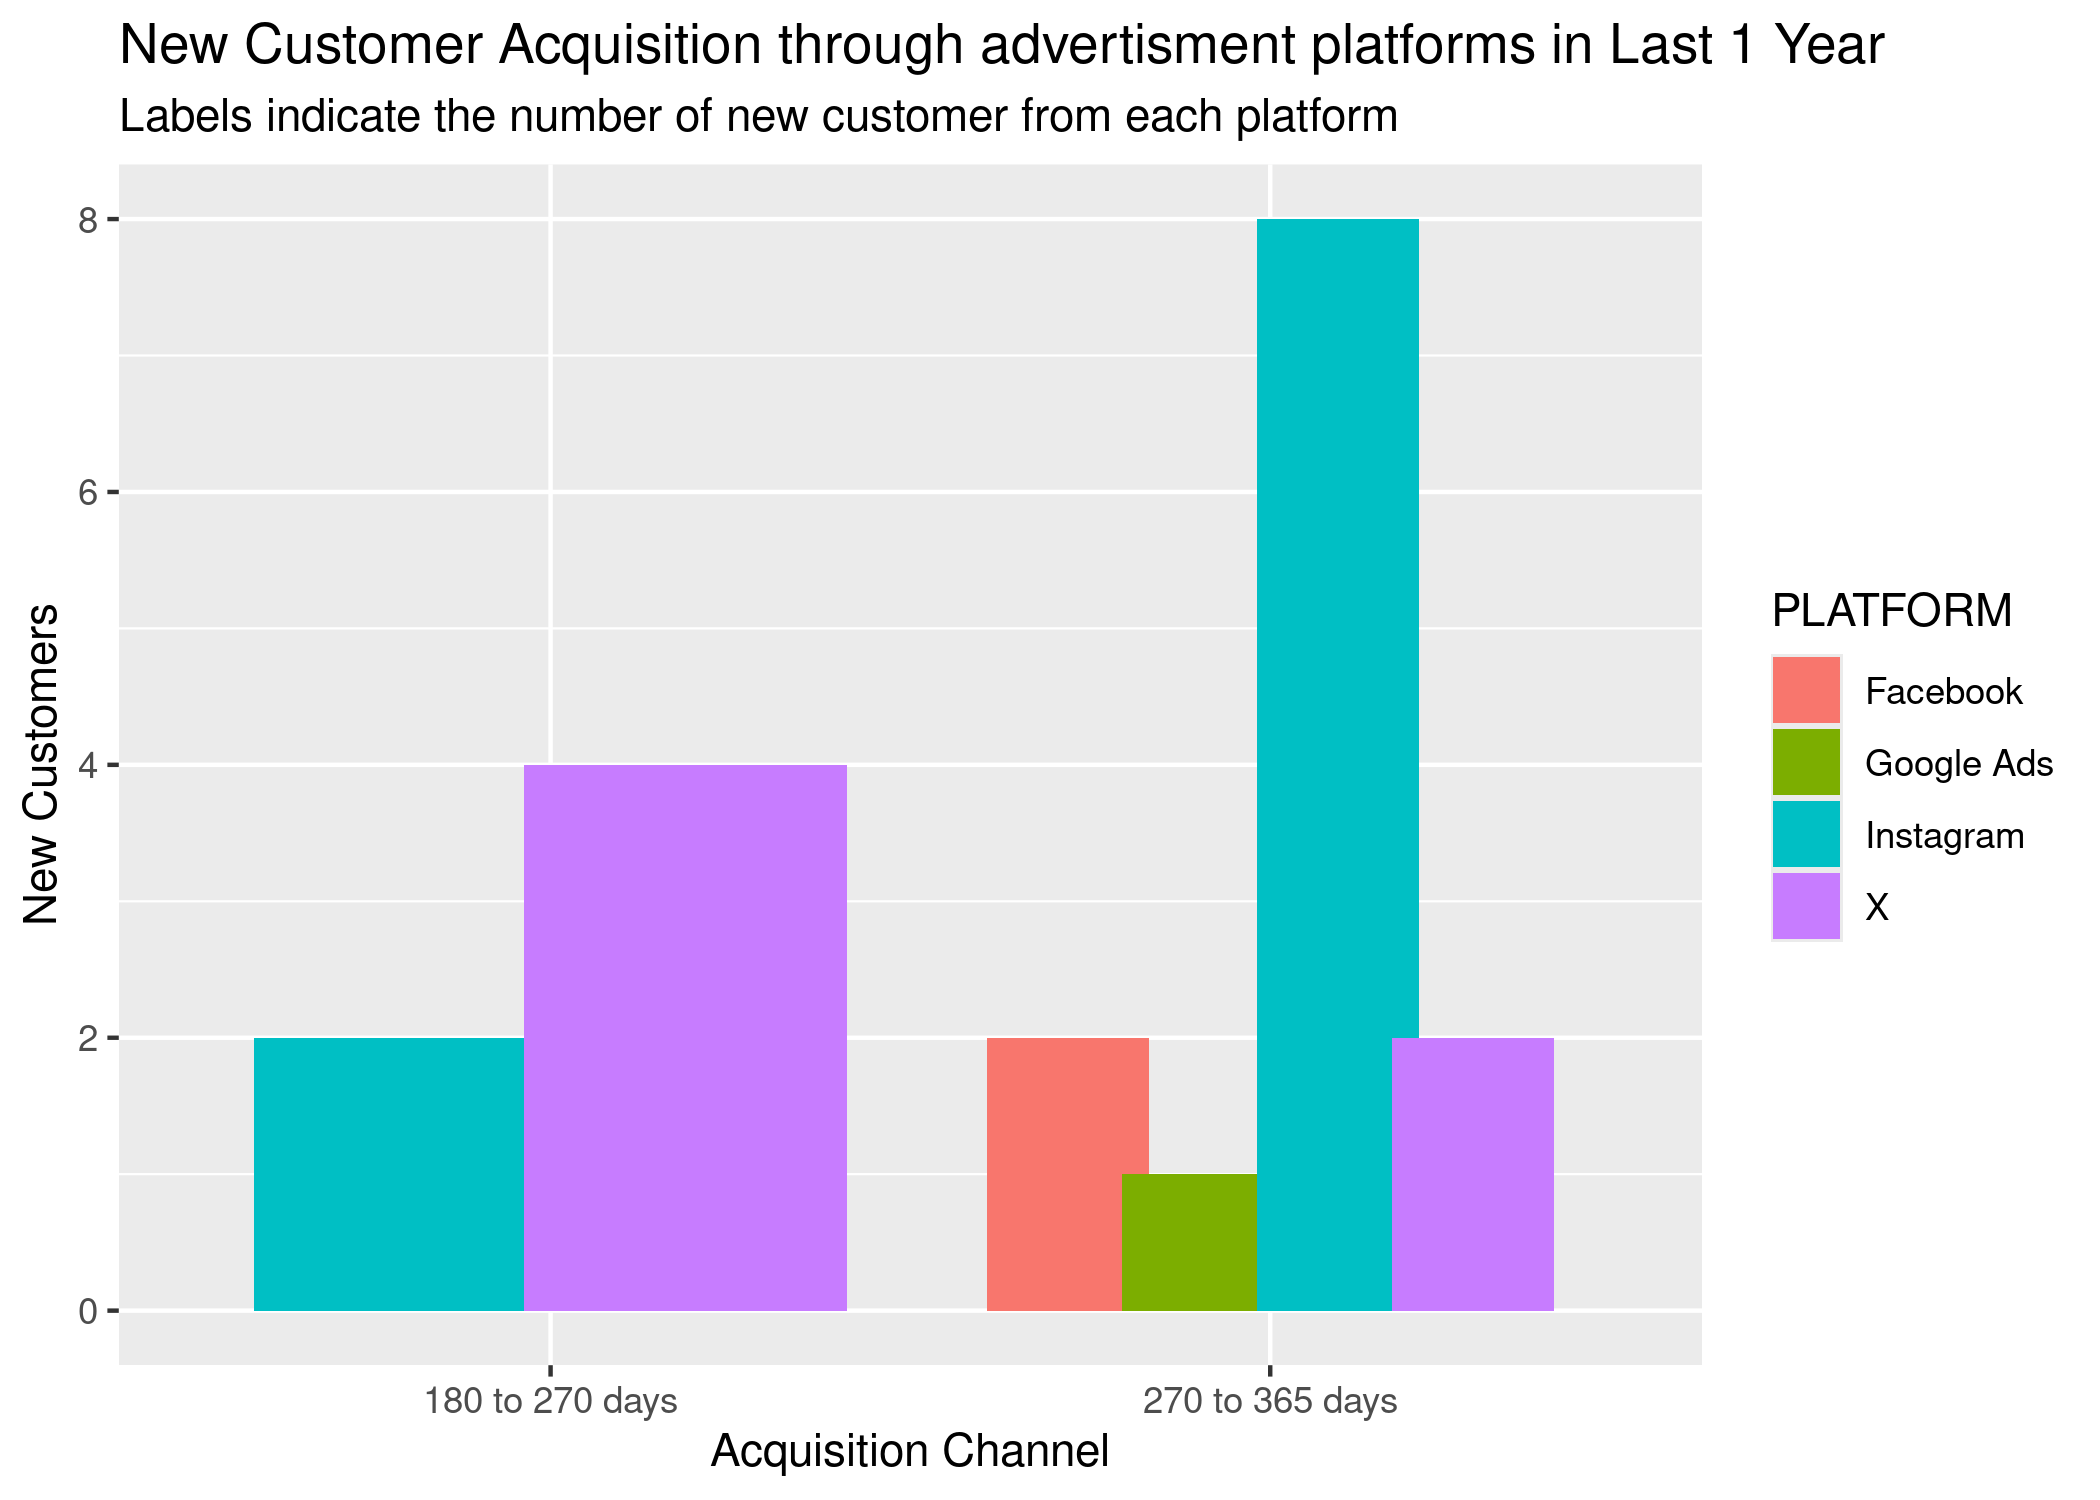 New Customer Acquisition through advertisment platforms in Last 1 Year
Labels indicate the number of new customer from each platform
New Customers
8
6
4
2
0
180 to 270 days
270 to 365 days
Acquisition Channel
PLATFORM
Facebook
Google Ads
Instagram
X